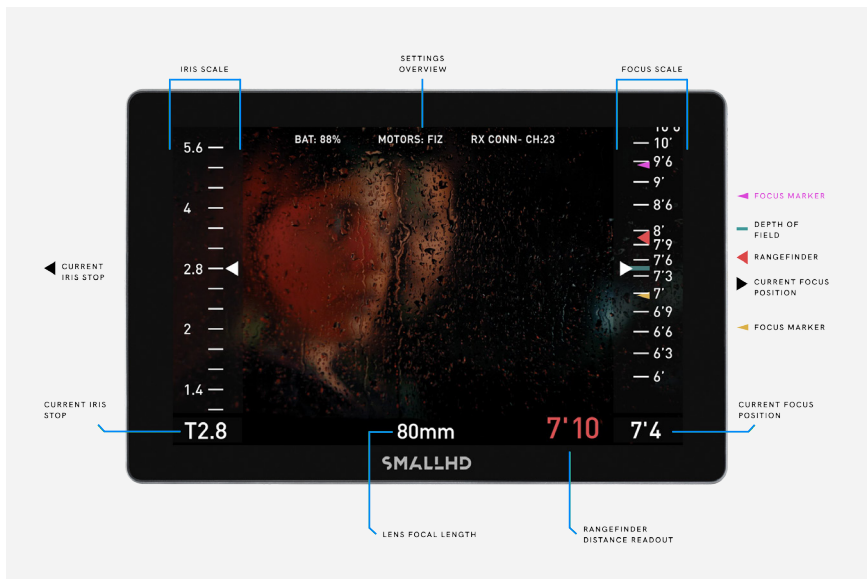 SETTINGS
OVERVIEW
IRIS SCALE
FOCUS SCALE
BAT: 88%
MOTORS: FIZ
RX CONN- CH:23
5.6
4
2.8
2
1.4
10'
9'6
9'
8'6
8'
7'9
7'6
7'3
7'
6'9
6'6
6'3
6'
FOCUS MARKER
DEPTH OF
FIELD
RANGEFINDER
CURRENT FOCUS
POSITION
FOCUS MARKER
CURRENT
IRIS STOP
CURRENT IRIS
STOP
CURRENT FOCUS
POSITION
T2.8
80mm
7'10
7'4
SMALLHD
LENS FOCAL LENGTH
RANGEFINDER
DISTANCE READOUT